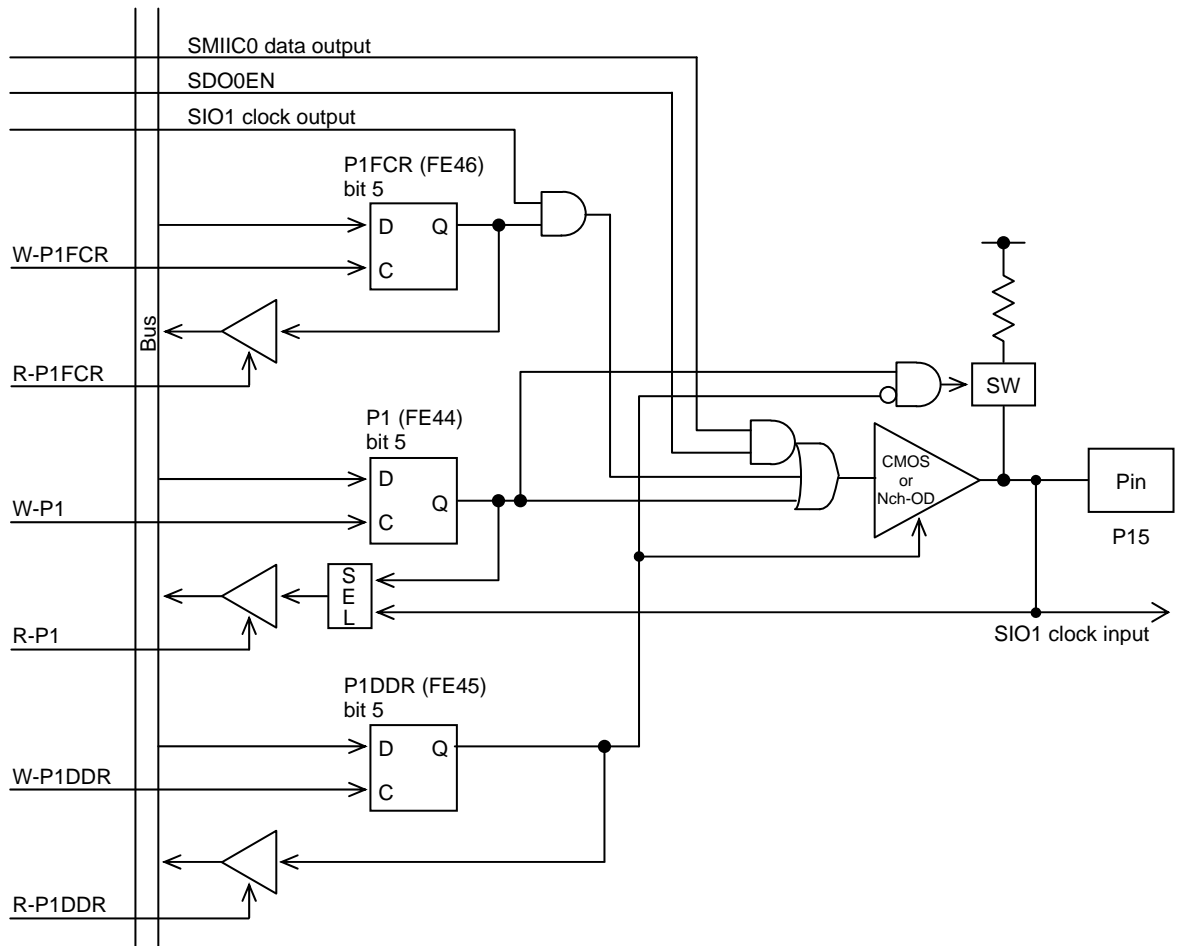 SMIIC0 data output
SDO0EN
SIO1 clock output
P1FCR (FE46)
bit 5
D Q
W-P1FCR
C
Bus
R-P1FCR
SW
P1 (FE44)
bit 5
D Q
CMOS
or
Nch-OD
Pin
W-P1
C
P15
S
E
L
R-P1
SIO1 clock input
P1DDR (FE45)
bit 5
D Q
W-P1DDR
C
R-P1DDR